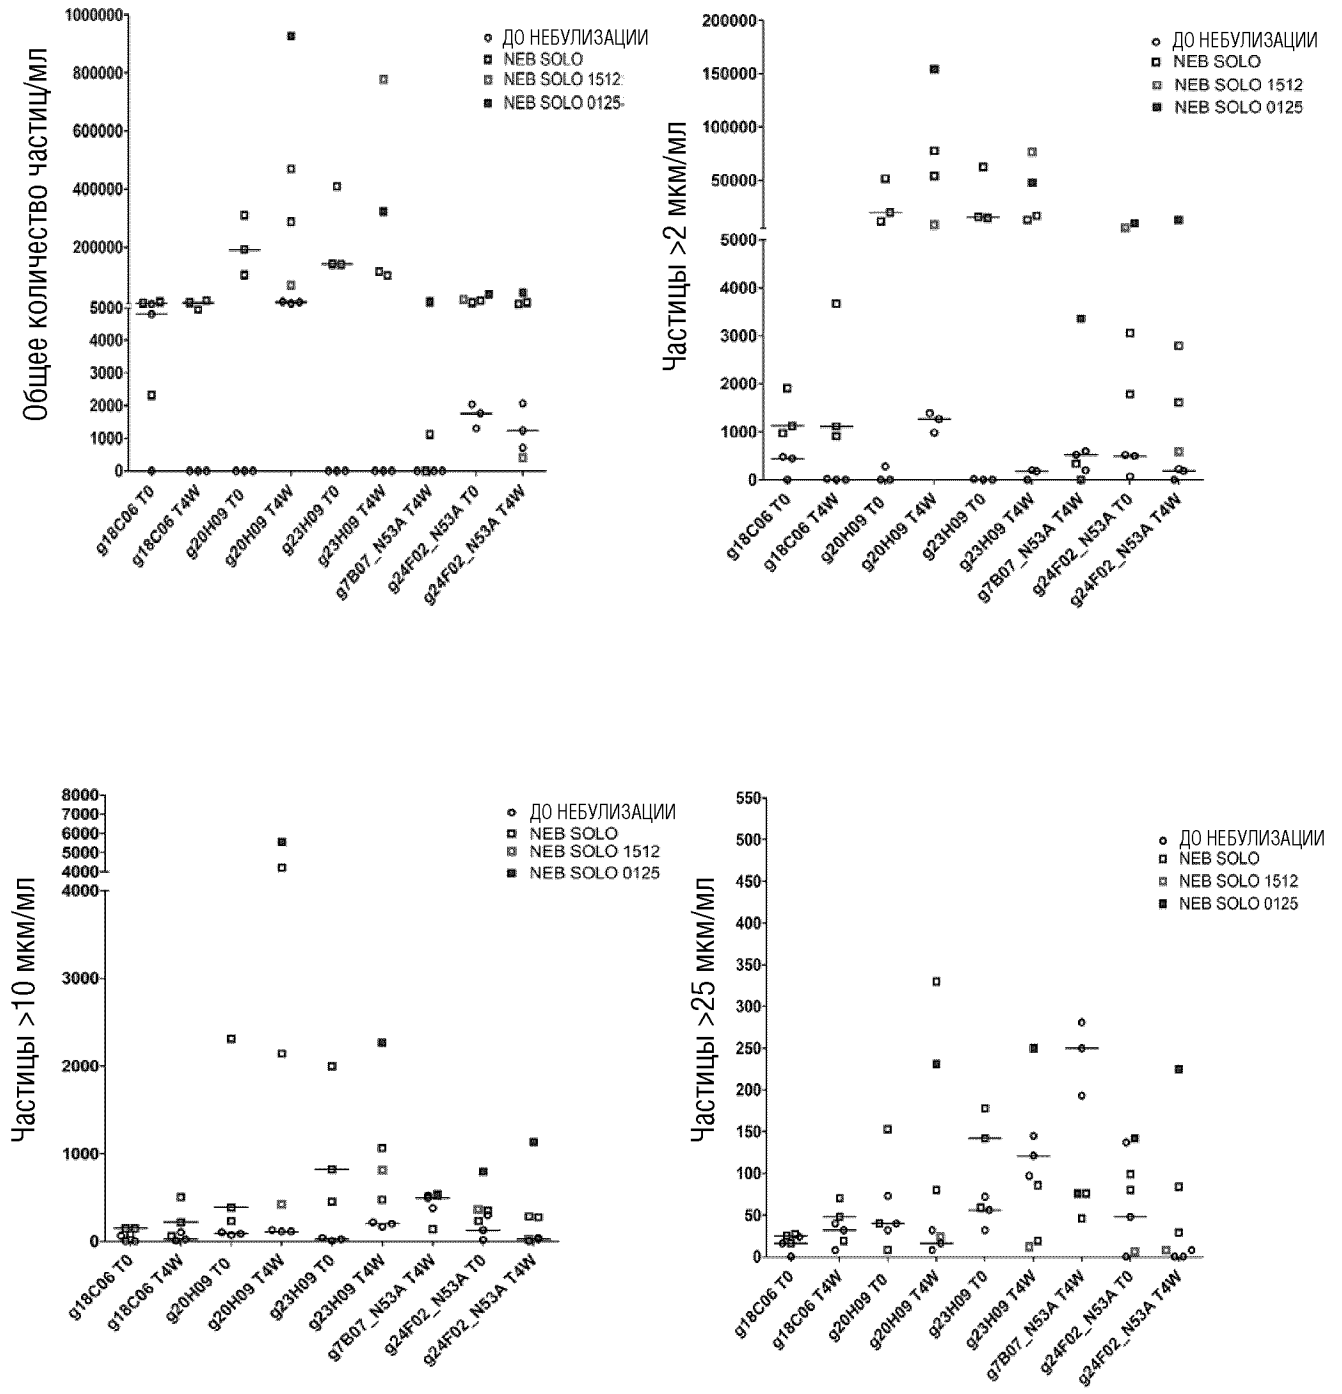 Общее количество частиц/мл
1000000
800000
600000
400000
200000
5000
4000
3000
2000
1000
0
ДО НЕБУЛИЗАЦИИ
NEB SOLO
NEB SOLO 1512
NEB SOLO 0125
g18C06 T0
g18C06 T4W
g20H09 T0
g20H09 T4W
g23H09 T0
g23H09 T4W
g7B07_N53A T4W
g24F02_N53A T0
g24F02_N53A T4W
Частицы >2 мкм/мл
200000
150000
100000
50000
5000
4000
3000
2000
1000
0
ДО НЕБУЛИЗАЦИИ
NEB SOLO
NEB SOLO 1512
NEB SOLO 0125
g18C06 T0
g18C06 T4W
g20H09 T0
g20H09 T4W
g23H09 T0
g23H09 T4W
g7B07_N53A T4W
g24F02_N53A T0
g24F02_N53A T4W
Частицы >10 мкм/мл
8000
7000
6000
5000
4000
4000
3000
2000
1000
0
ДО НЕБУЛИЗАЦИИ
NEB SOLO
NEB SOLO 1512
NEB SOLO 0125
g18C06 T0
g18C06 T4W
g20H09 T0
g20H09 T4W
g23H09 T0
g23H09 T4W
g7B07_N53A T4W
g24F02_N53A T0
g24F02_N53A T4W
Частицы >25 мкм/мл
550
500
450
400
350
300
250
200
150
100
50
0
ДО НЕБУЛИЗАЦИИ
NEB SOLO
NEB SOLO 1512
NEB SOLO 0125
g18C06 T0
g18C06 T4W
g20H09 T0
g20H09 T4W
g23H09 T0
g23H09 T4W
g7B07_N53A T4W
g24F02_N53A T0
g24F02_N53A T4W